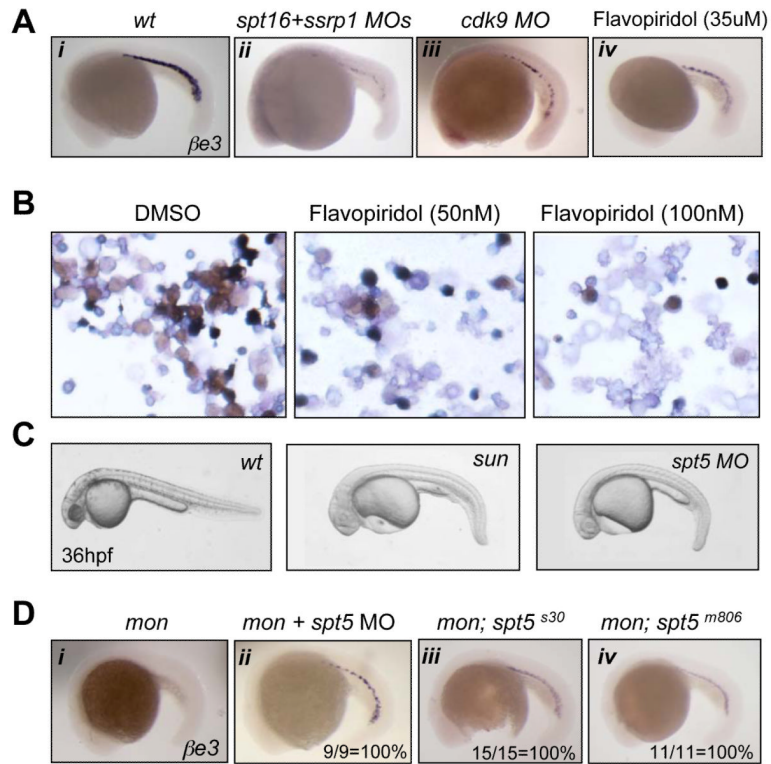 A
wt
spt16+ssrp1 MOs
cdk9 MO
Flavopiridol (35uM)
i
ii
iii
iv
βe3
B
DMSO
Flavopiridol (50nM)
Flavopiridol (100nM)
C
wt
sun
spt5 MO
36hpf
D
mon
mon + spt5 MO
mon; spt5 s30
mon; spt5 m806
i
ii
iii
iv
βe3
9/9=100%
15/15=100%
11/11=100%